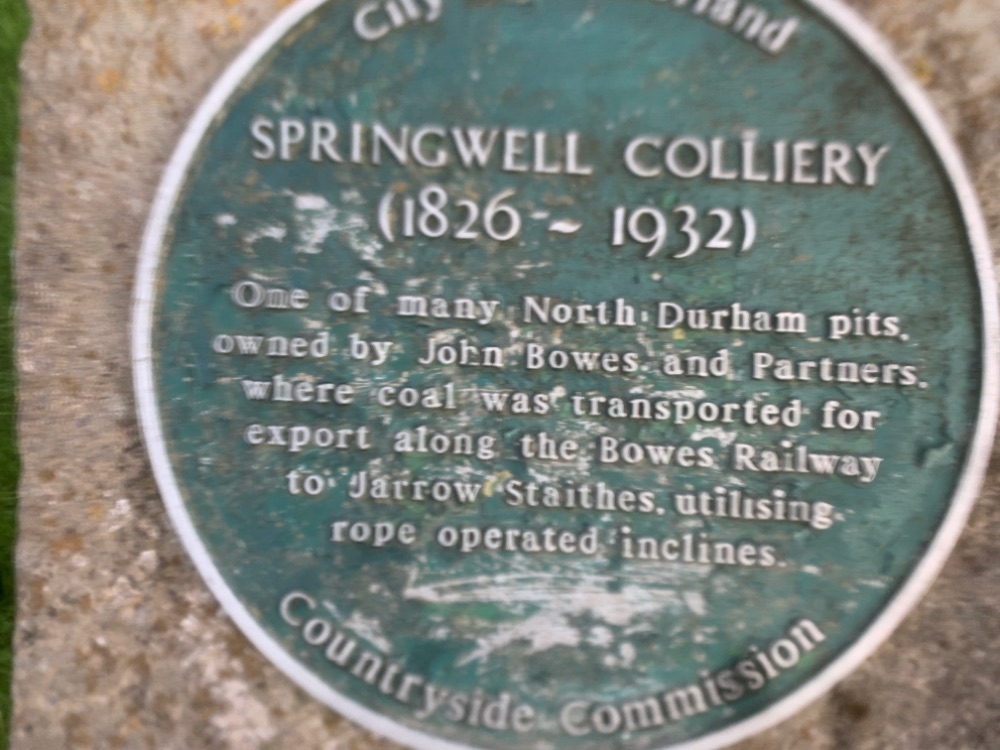 City
SPRINGWELL COLLIERY
(1826 ~ 1932)
One of many North Durham pits,
owned by John Bowes and Partners,
where coal was transported for
export along the Bowes Railway
to Jarrow Staithes, utilising
rope operated inclines.
Countryside Commission